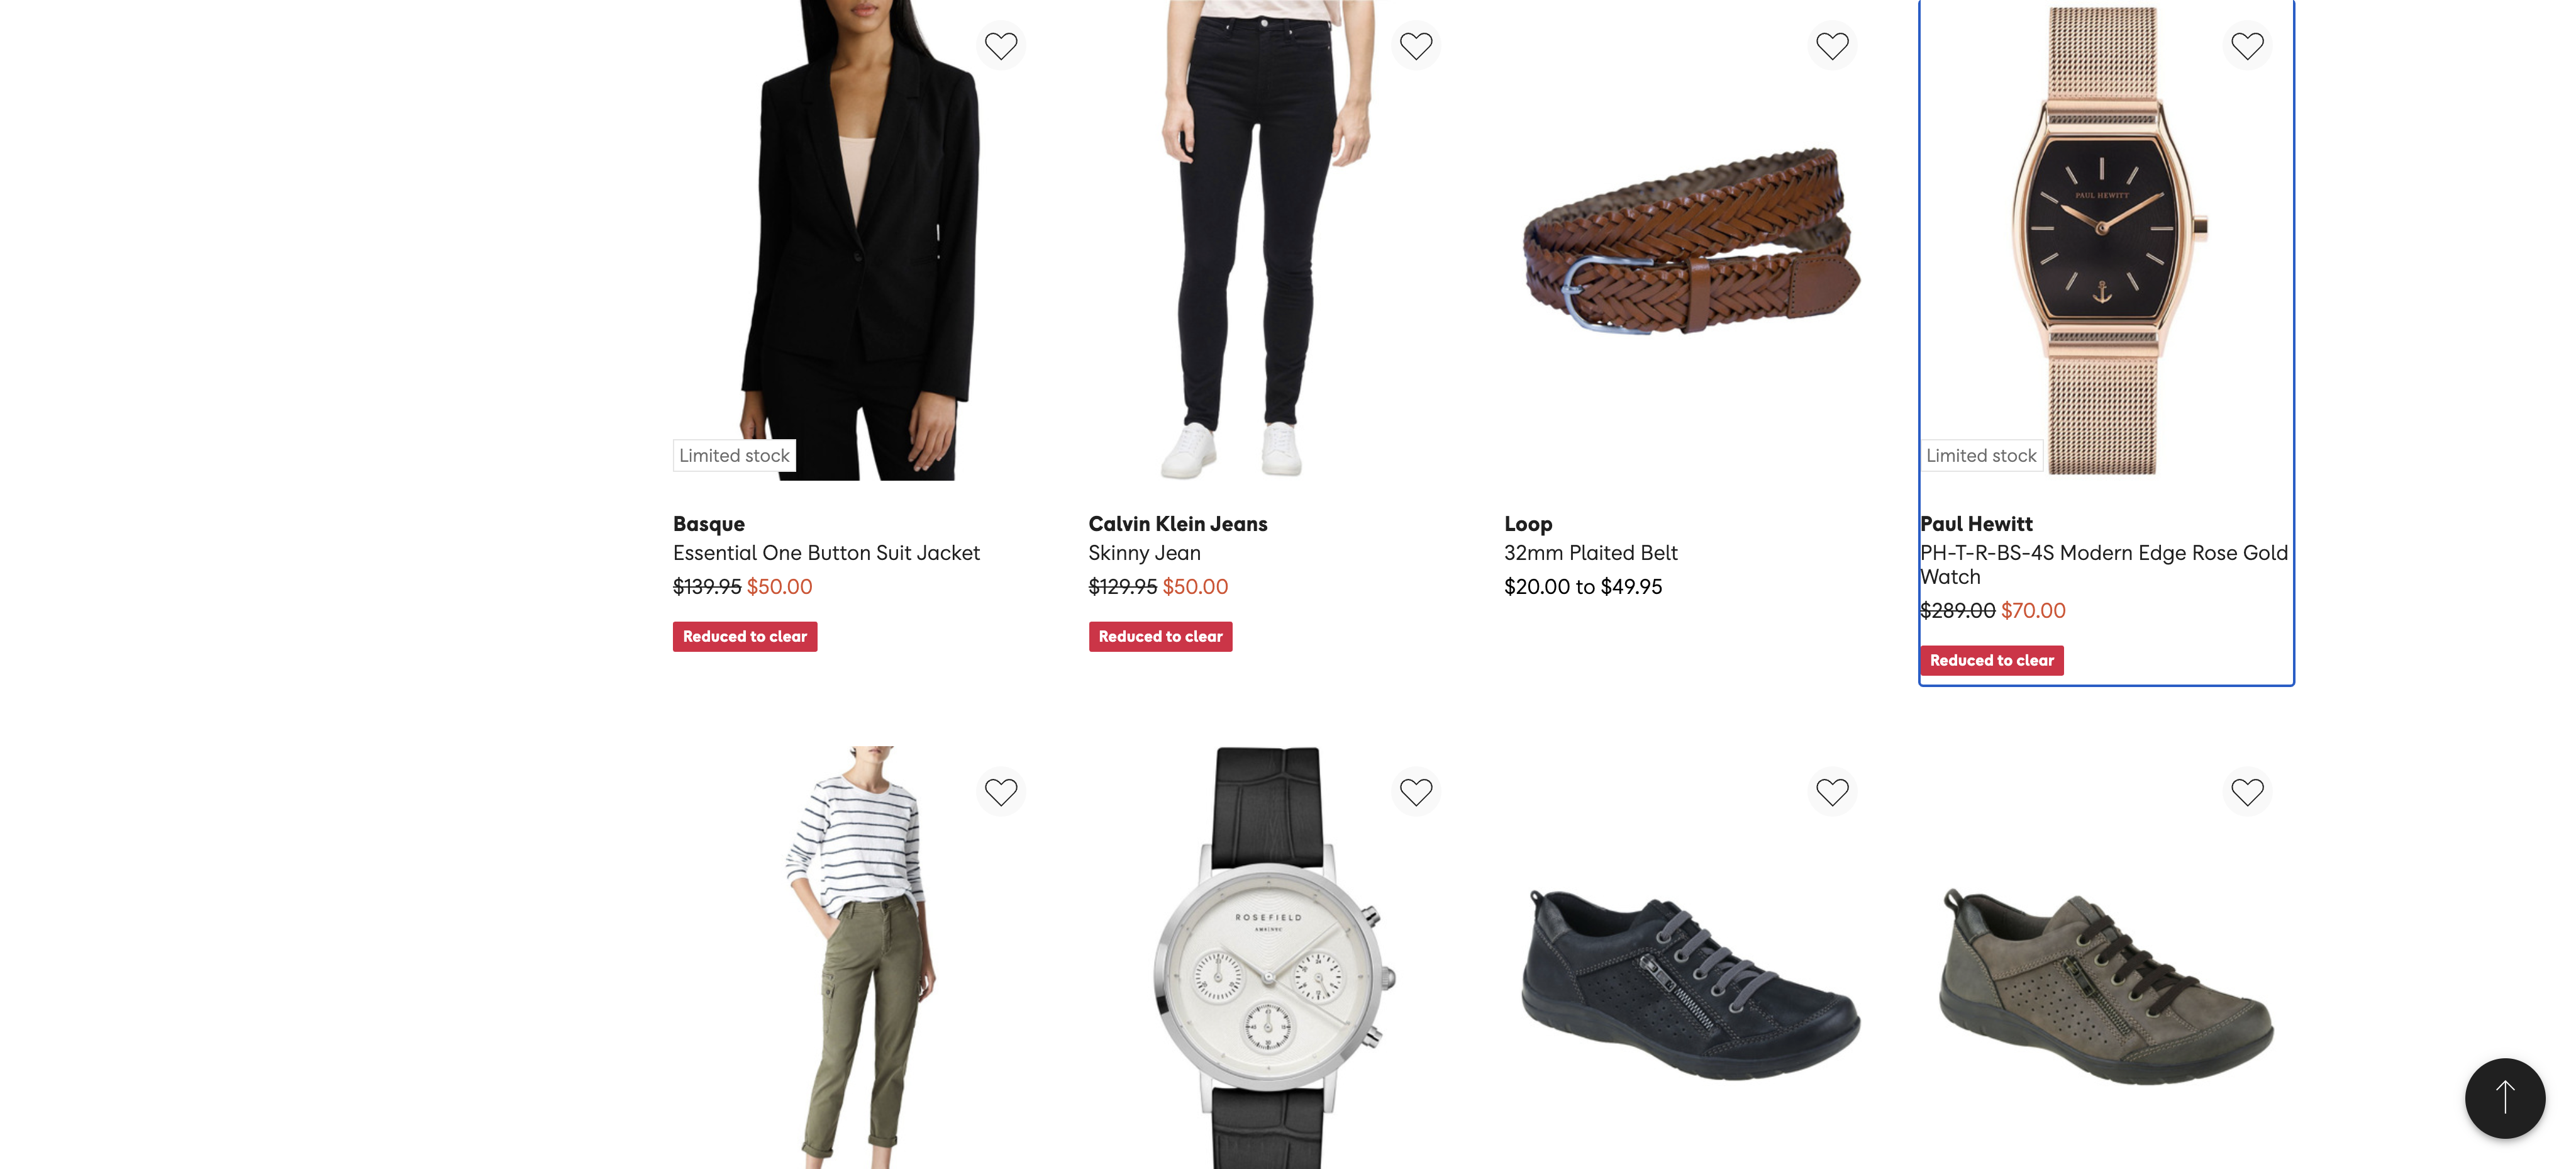 PAUL HEWITT
Limited stock
Limited stock
Basque
Essential One Button Suit Jacket
$139.95 $50.00
Reduced to clear
Calvin Klein Jeans
Skinny Jean
$129.95 $50.00
Reduced to clear
Loop
32mm Plaited Belt
$20.00 to $49.95
Paul Hewitt
PH-T-R-BS-4S Modern Edge Rose Gold
Watch
$289.00 $70.00
Reduced to clear
ROSEFIELD